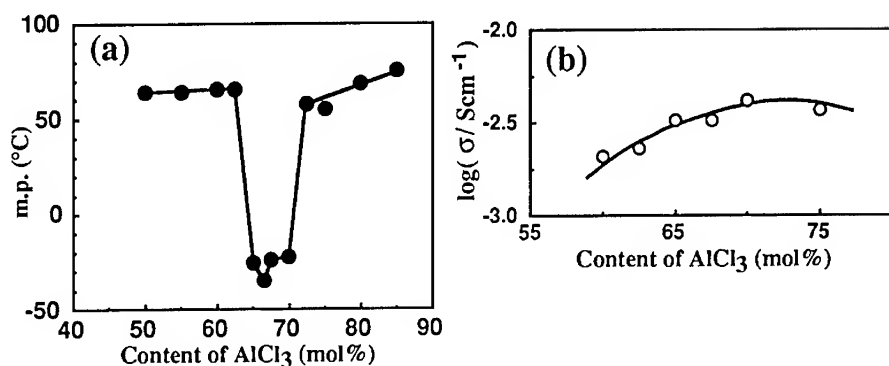 (a)
100
50
0
-50
m.p. (°C)
40 50 60 70 80 90
Content of AlCl₃ (mol%)
(b)
-2.0
-2.5
-3.0
log( σ/ Scm⁻¹)
55 65 75
Content of AlCl₃ (mol%)